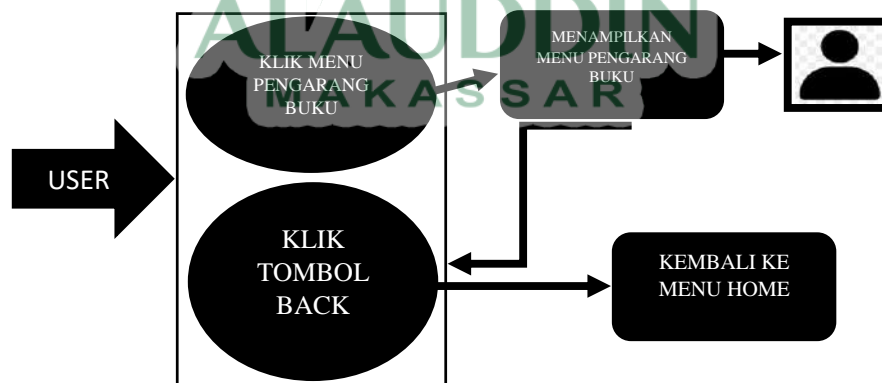 ALAUDDIN
MAKASSAR
KLIK MENU
PENGARANG
BUKU
MENAMPILKAN
MENU PENGARANG
BUKU
USER
KLIK
TOMBOL
BACK
KEMBALI KE
MENU HOME